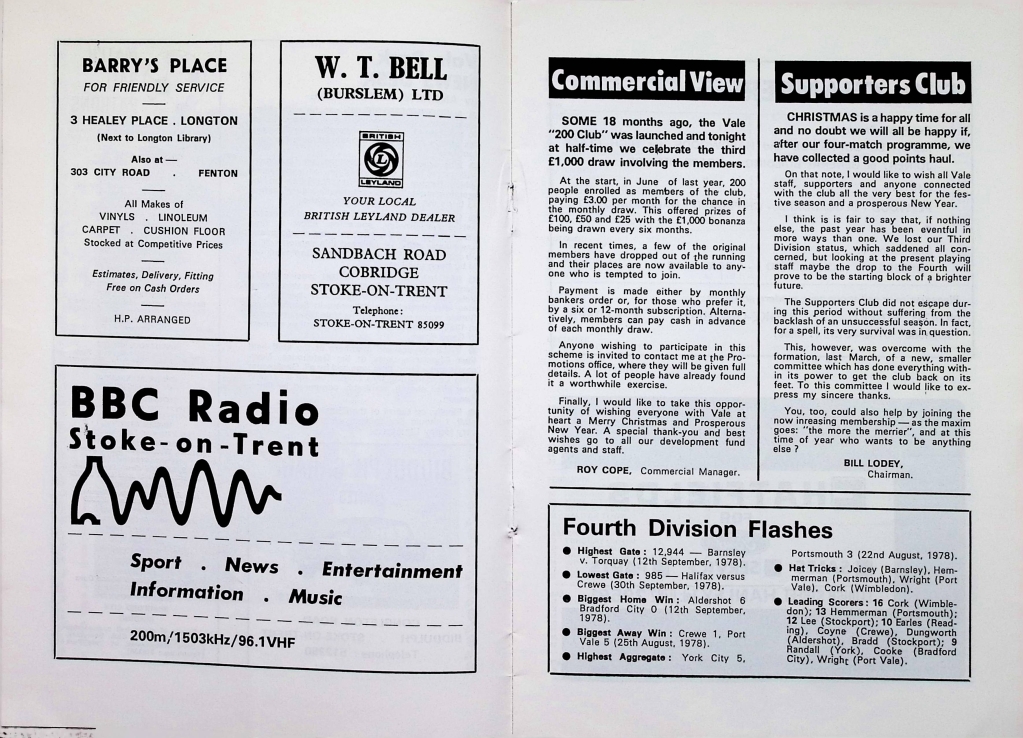 BARRY'S PLACE
FOR FRIENDLY SERVICE
3 HEALEY PLACE . LONGTON
(Next to Longton Library)
Also at —
303 CITY ROAD . FENTON
All Makes of
VINYLS . LINOLEUM
CARPET . CUSHION FLOOR
Stocked at Competitive Prices
Estimates, Delivery, Fitting
Free on Cash Orders
H.P. ARRANGED
W. T. BELL
(BURSLEM) LTD
BRITISH
LEYLAND
YOUR LOCAL
BRITISH LEYLAND DEALER
SANDBACH ROAD
COBRIDGE
STOKE-ON-TRENT
Telephone:
STOKE-ON-TRENT 85099
BBC Radio
Stoke-on-Trent
Sport . News . Entertainment
Information . Music
200m/1503kHz/96.1VHF
Commercial View
SOME 18 months ago, the Vale
"200 Club" was launched and tonight
at half-time we celebrate the third
£1,000 draw involving the members.
At the start, in June of last year, 200
people enrolled as members of the club,
paying £3.00 per month for the chance in
the monthly draw. This offered prizes of
£100, £50 and £25 with the £1,000 bonanza
being drawn every six months.
In recent times, a few of the original
members have dropped out of the running
and their places are now available to any-
one who is tempted to join.
Payment is made either by monthly
bankers order or, for those who prefer it,
by a six or 12-month subscription. Alterna-
tively, members can pay cash in advance
of each monthly draw.
Anyone wishing to participate in this
scheme is invited to contact me at the Pro-
motions office, where they will be given full
details. A lot of people have already found
it a worthwhile exercise.
Finally, I would like to take this oppor-
tunity of wishing everyone with Vale at
heart a Merry Christmas and Prosperous
New Year. A special thank-you and best
wishes go to all our development fund
agents and staff.
ROY COPE, Commercial Manager.
Supporters Club
CHRISTMAS is a happy time for all
and no doubt we will all be happy if,
after our four-match programme, we
have collected a good points haul.
On that note, I would like to wish all Vale
staff, supporters and anyone connected
with the club all the very best for the fes-
tive season and a prosperous New Year.
I think is is fair to say that, if nothing
else, the past year has been eventful in
more ways than one. We lost our Third
Division status, which saddened all con-
cerned, but looking at the present playing
staff maybe the drop to the Fourth will
prove to be the starting block of a brighter
future.
The Supporters Club did not escape dur-
ing this period without suffering from the
backlash of an unsuccessful season. In fact,
for a spell, its very survival was in question.
This, however, was overcome with the
formation, last March, of a new, smaller
committee which has done everything with-
in its power to get the club back on its
feet. To this committee I would like to ex-
press my sincere thanks.
You, too, could also help by joining the
now inreasing membership — as the maxim
goes: "the more the merrier", and at this
time of year who wants to be anything
else ?
BILL LODEY,
Chairman.
Fourth Division Flashes
● Highest Gate : 12,944 — Barnsley
v. Torquay (12th September, 1978).
● Lowest Gate : 985 — Halifax versus
Crewe (30th September, 1978).
● Biggest Home Win : Aldershot 6
Bradford City 0 (12th September,
1978).
● Biggest Away Win : Crewe 1, Port
Vale 5 (25th August, 1978).
● Highest Aggregate : York City 5,
Portsmouth 3 (22nd August, 1978).
● Hat Tricks : Joicey (Barnsley), Hem-
merman (Portsmouth), Wright (Port
Vale), Cork (Wimbledon).
● Leading Scorers : 16 Cork (Wimble-
don); 13 Hemmerman (Portsmouth);
12 Lee (Stockport); 10 Earles (Read-
ing), Coyne (Crewe), Dungworth
(Aldershot), Bradd (Stockport); 9
Randall (York), Cooke (Bradford
City), Wright (Port Vale).